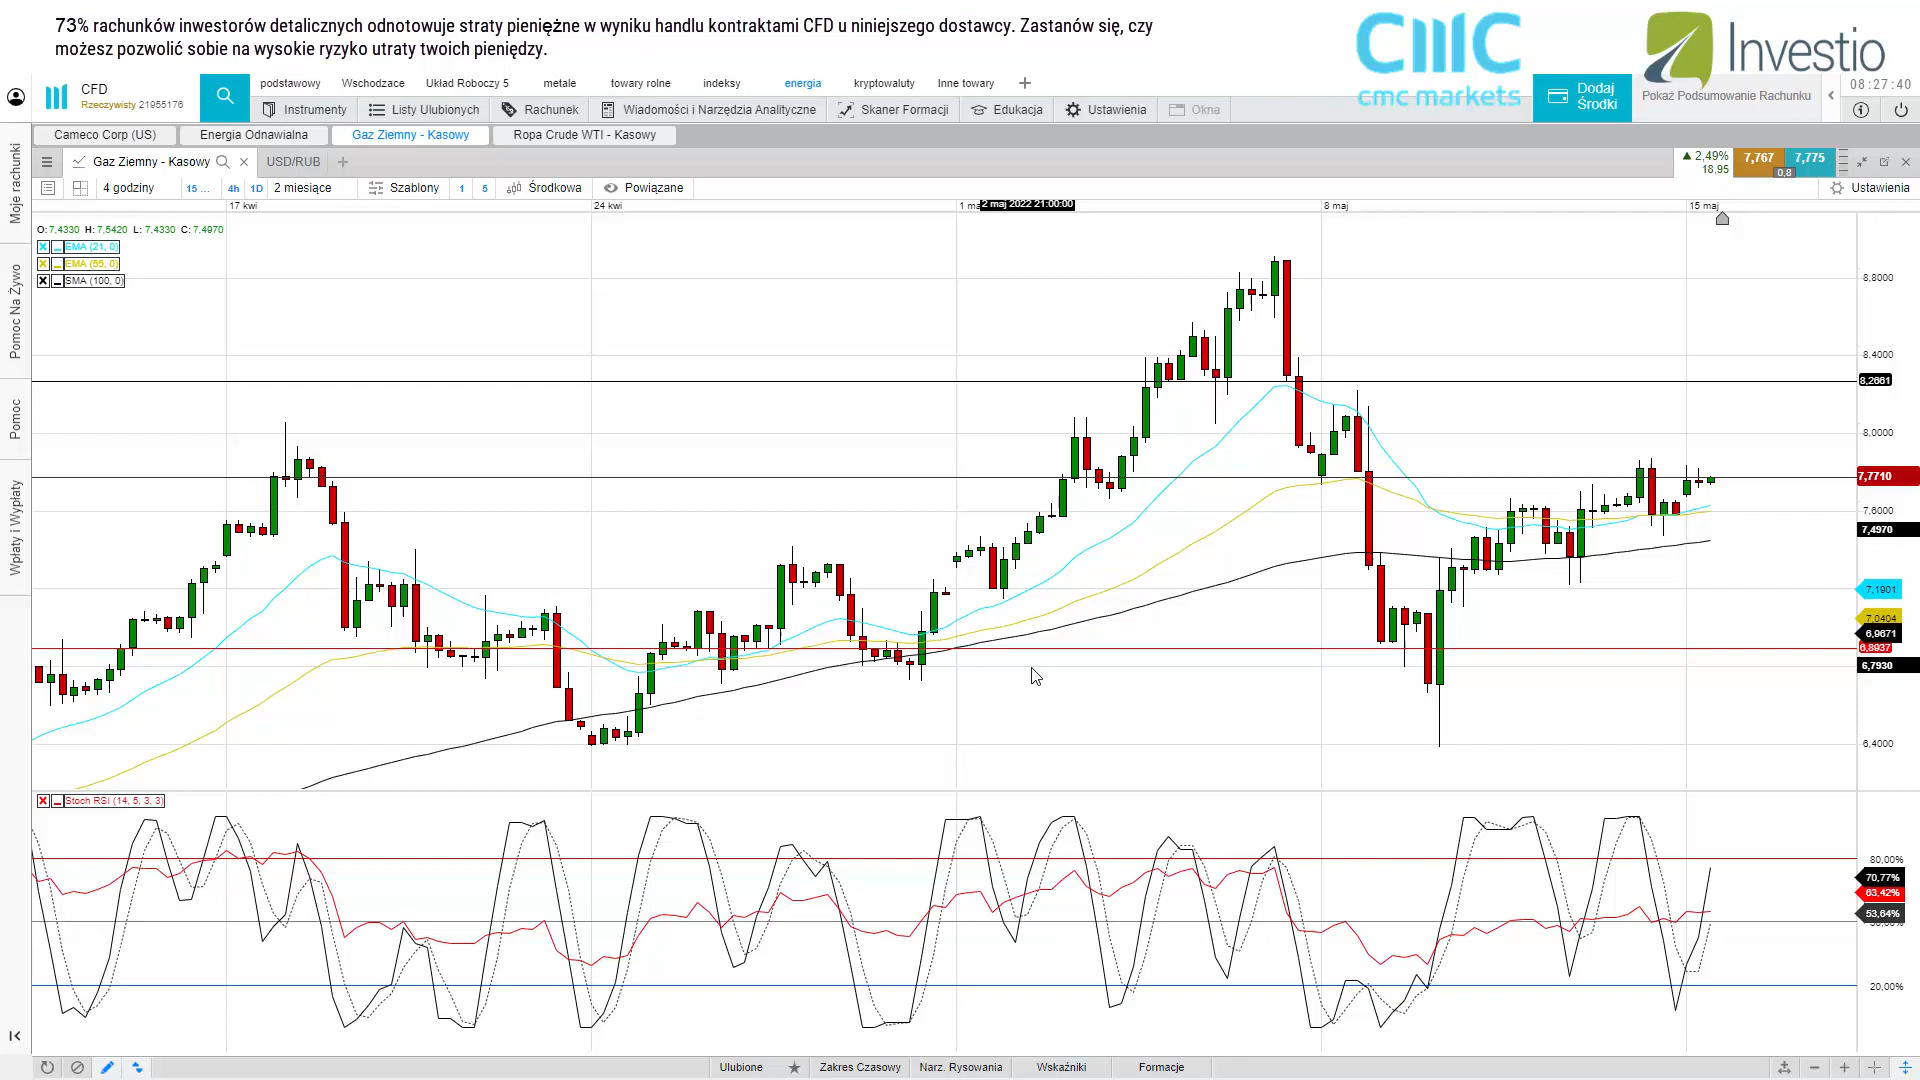 73% rachunków inwestorów detalicznych odnotowuje straty pieniężne w wyniku handlu kontraktami CFD u niniejszego dostawcy. Zastanów się, czy
możesz pozwolić sobie na wysokie ryzyko utraty twoich pieniędzy.
CMC
cmc markets
Investio
CFD
Rzeczywisty 21955176
podstawowy Wschodzace Układ Roboczy 5 metale towary rolne indeksy energia kryptowaluty Inne towary
Instrumenty Listy Ulubionych Rachunek Wiadomości i Narzędzia Analityczne Skaner Formacji Edukacja Ustawienia Okna
Dodaj
Środki
Pokaż Podsumowanie Rachunku
08:27:40
Cameco Corp (US) Energia Odnawialna Gaz Ziemny - Kasowy Ropa Crude WTI - Kasowy
Gaz Ziemny - Kasowy USD/RUB
2,49%
18,95
7,767 7,775
0,8
4 godziny 15 ... 4h 1D 2 miesiące Szablony 1 5 Środkowa Powiązane Ustawienia
17 kwi 24 kwi 1 ma 2 maj 2022 21:00:00 8 maj 15 maj
O:7,4330 H: 7,5420 L: 7,4330 C: 7,4970
EMA (21, 0)
EMA (55, 0)
SMA (100, 0)
8,8000
8,4000
8,2661
8,0000
7,7710
7,6000
7,4970
7,1901
7,0404
6,9671
6,8937
6,7930
6,4000
Stoch RSI (14, 5, 3, 3)
80,00%
70,77%
63,42%
53,64%
20,00%
Moje rachunki
Pomoc Na Żywo
Pomoc
Wpłaty i Wypłaty
Ulubione Zakres Czasowy Narz. Rysowania Wskaźniki Formacje